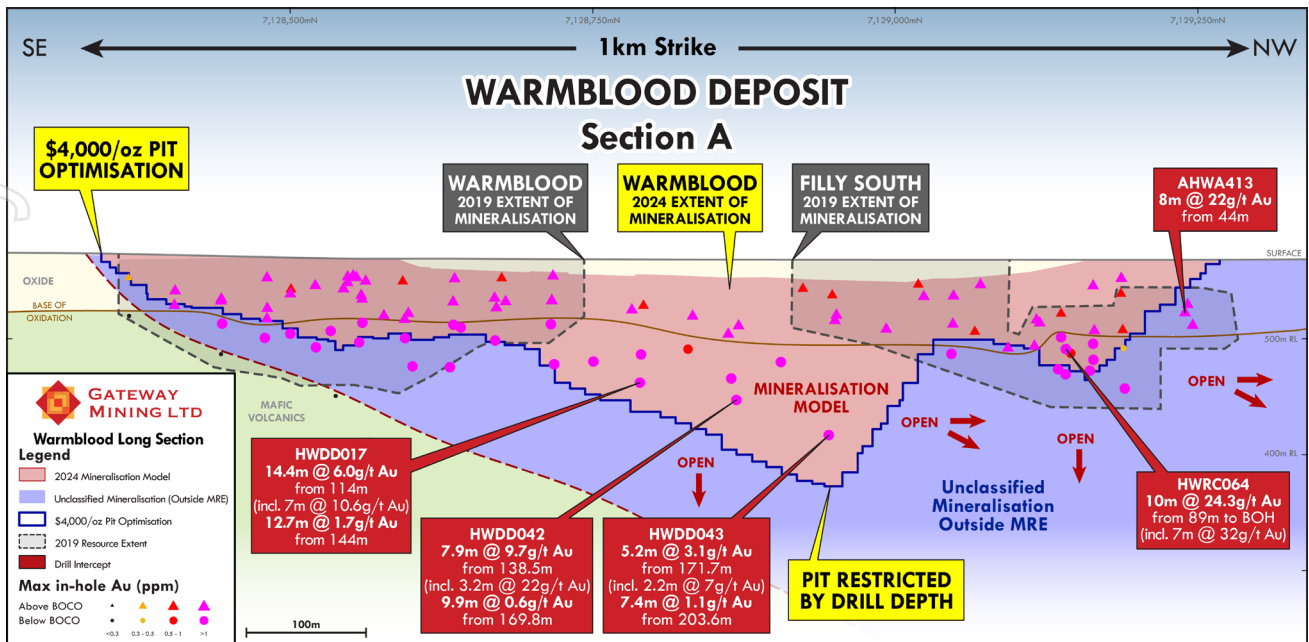 7,128,500mN
7,128,750mN
7,129,000mN
7,129,250mN
SE
1km Strike
NW
WARMBLOOD DEPOSIT
Section A
$4,000/oz PIT
OPTIMISATION
WARMBLOOD
2019 EXTENT OF
MINERALISATION
WARMBLOOD
2024 EXTENT OF
MINERALISATION
FILLY SOUTH
2019 EXTENT OF
MINERALISATION
AHWA413
8m @ 22g/t Au
from 44m
SURFACE
OXIDE
BASE OF
OXIDATION
500m RL
MAFIC
VOLCANICS
MINERALISATION
MODEL
OPEN
OPEN
OPEN
OPEN
400m RL
Unclassified
Mineralisation
Outside MRE
HWDD017
14.4m @ 6.0g/t Au
from 114m
(incl. 7m @ 10.6g/t Au)
12.7m @ 1.7g/t Au
from 144m
HWDD042
7.9m @ 9.7g/t Au
from 138.5m
(incl. 3.2m @ 22g/t Au)
9.9m @ 0.6g/t Au
from 169.8m
HWDD043
5.2m @ 3.1g/t Au
from 171.7m
(incl. 2.2m @ 7g/t Au)
7.4m @ 1.1g/t Au
from 203.6m
PIT RESTRICTED
BY DRILL DEPTH
HWRC064
10m @ 24.3g/t Au
from 89m to BOH
(incl. 7m @ 32g/t Au)
GATEWAY
MINING LTD
Warmblood Long Section
Legend
2024 Mineralisation Model
Unclassified Mineralisation (Outside MRE)
$4,000/oz Pit Optimisation
2019 Resource Extent
Drill Intercept
Max in-hole Au (ppm)
Above BOCO
Below BOCO
<0.3 0.3 - 0.5 0.5 - 1 >1
100m